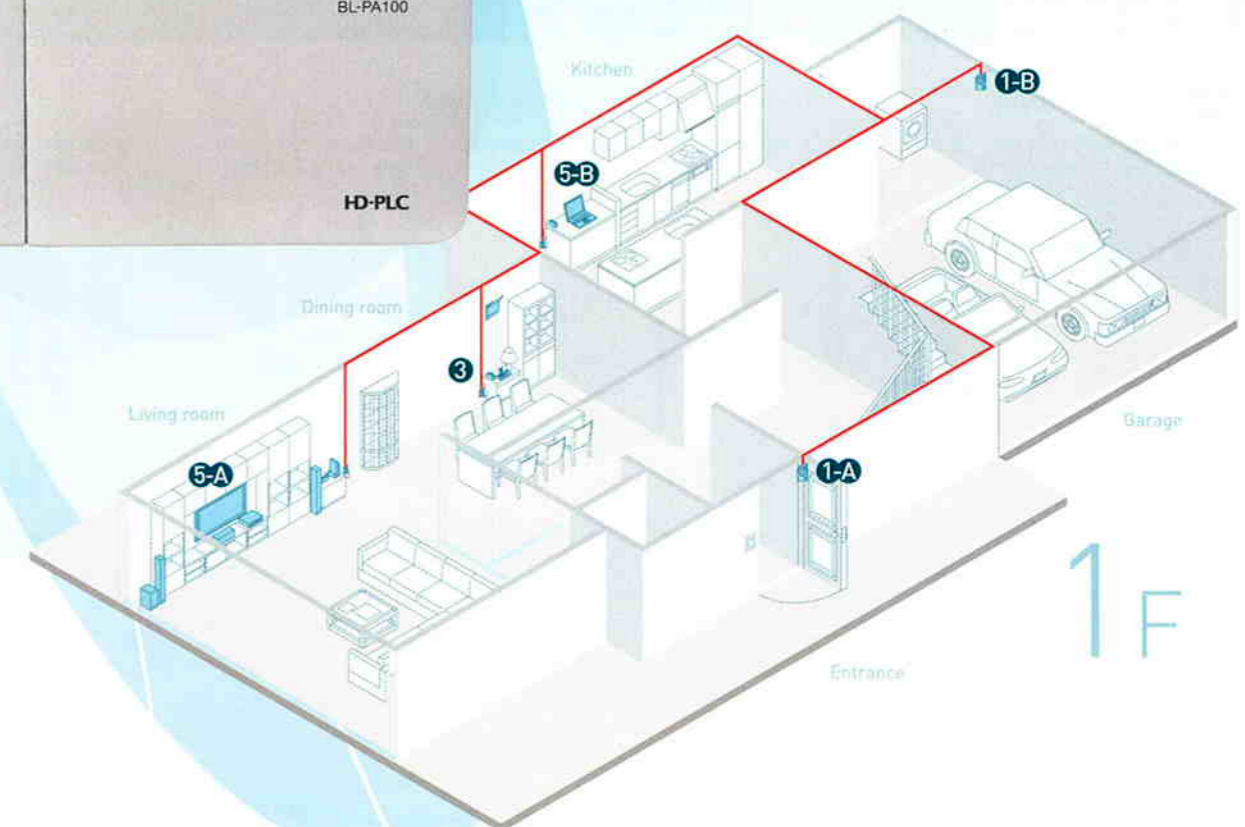 BL-PA100
HD-PLC
Kitchen
1-B
5-B
Dining room
3
Living room
5-A
1-A
Garage
1F
Entrance